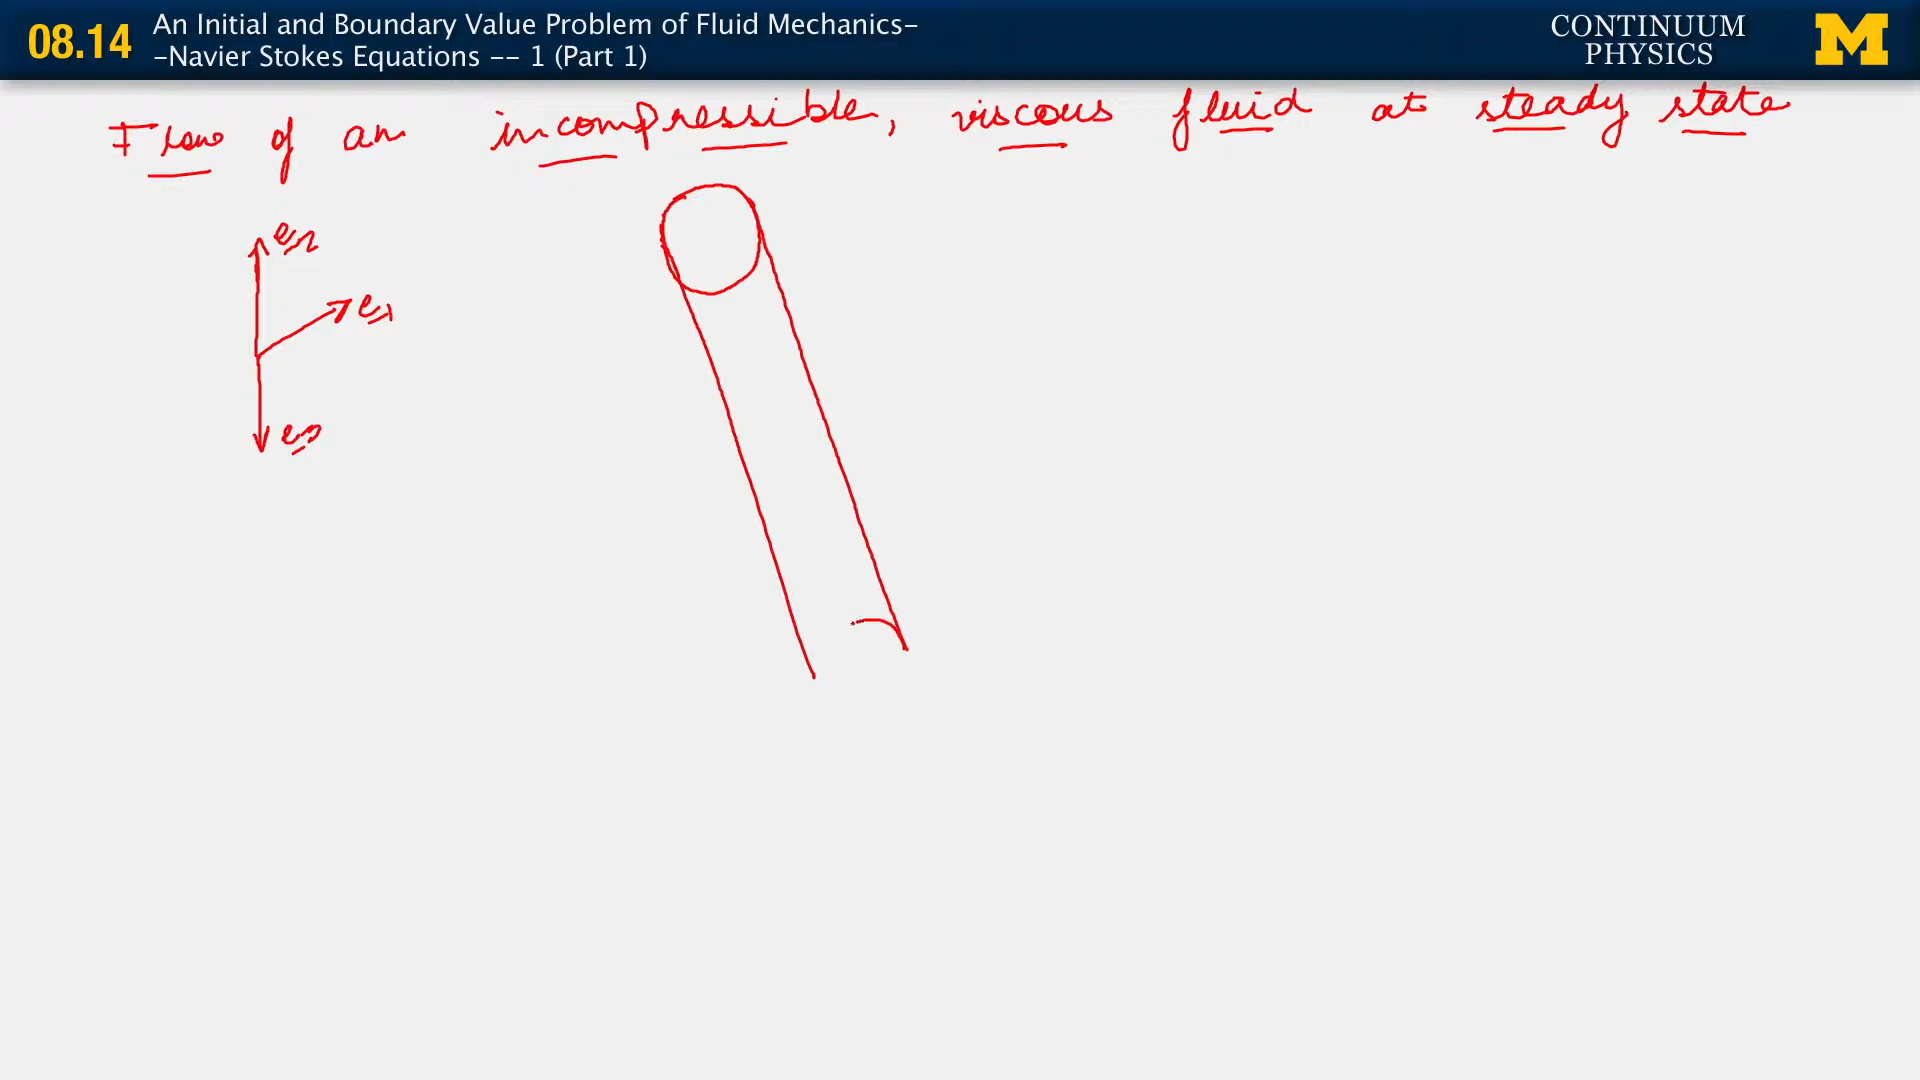 08.14
An Initial and Boundary Value Problem of Fluid Mechanics-
-Navier Stokes Equations -- 1 (Part 1)
CONTINUUM
PHYSICS
M
Flow of an incompressible, viscous fluid at steady state
e2
e1
e3